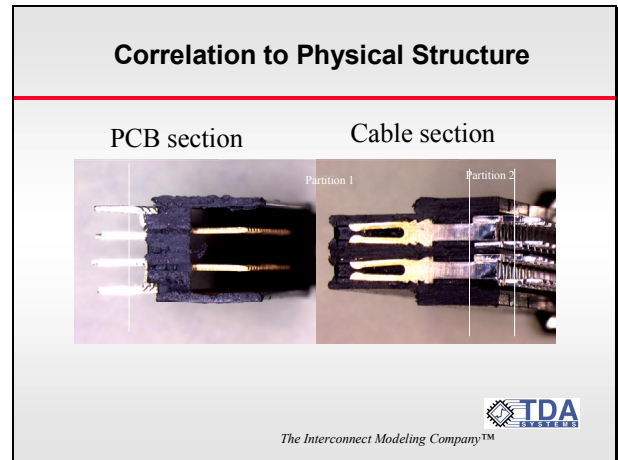 Correlation to Physical Structure
PCB section
Cable section
Partition 1
Partition 2
TDA
SYSTEMS
The Interconnect Modeling Company™